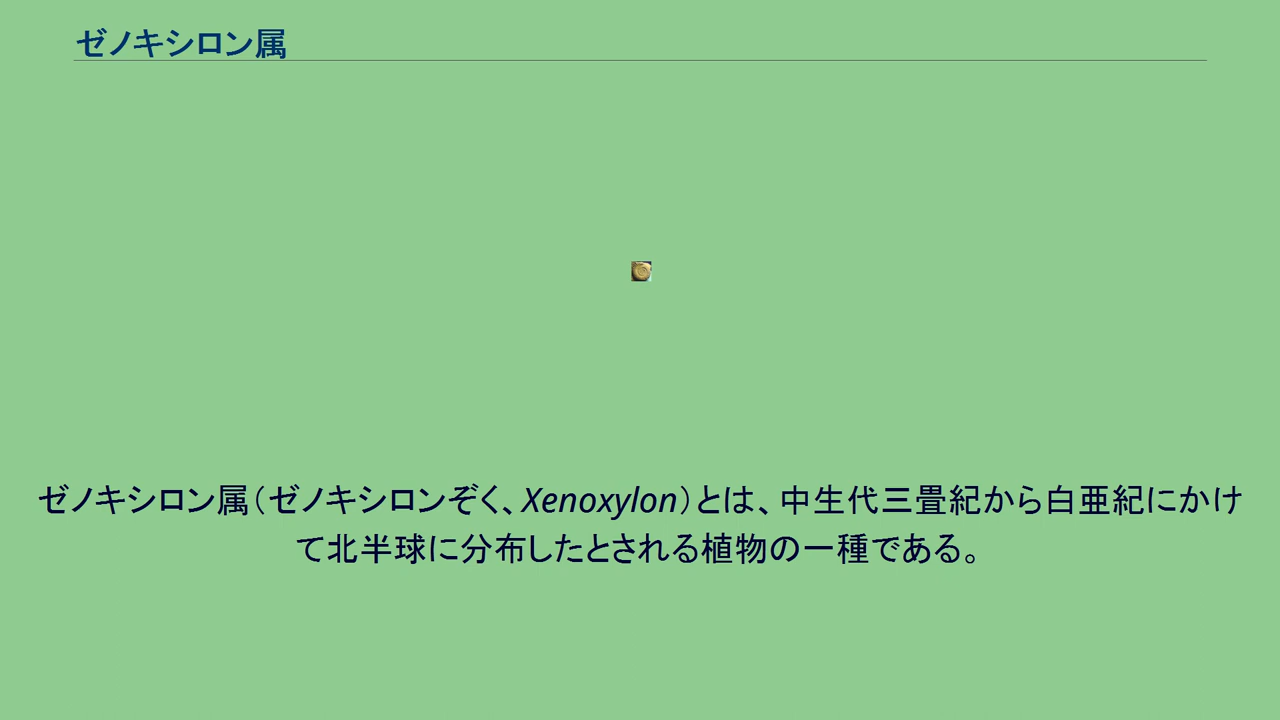 ゼノキシロン属
ゼノキシロン属（ゼノキシロンぞく、Xenoxylon）とは、中生代三畳紀から白亜紀にかけ
て北半球に分布したとされる植物の一種である。